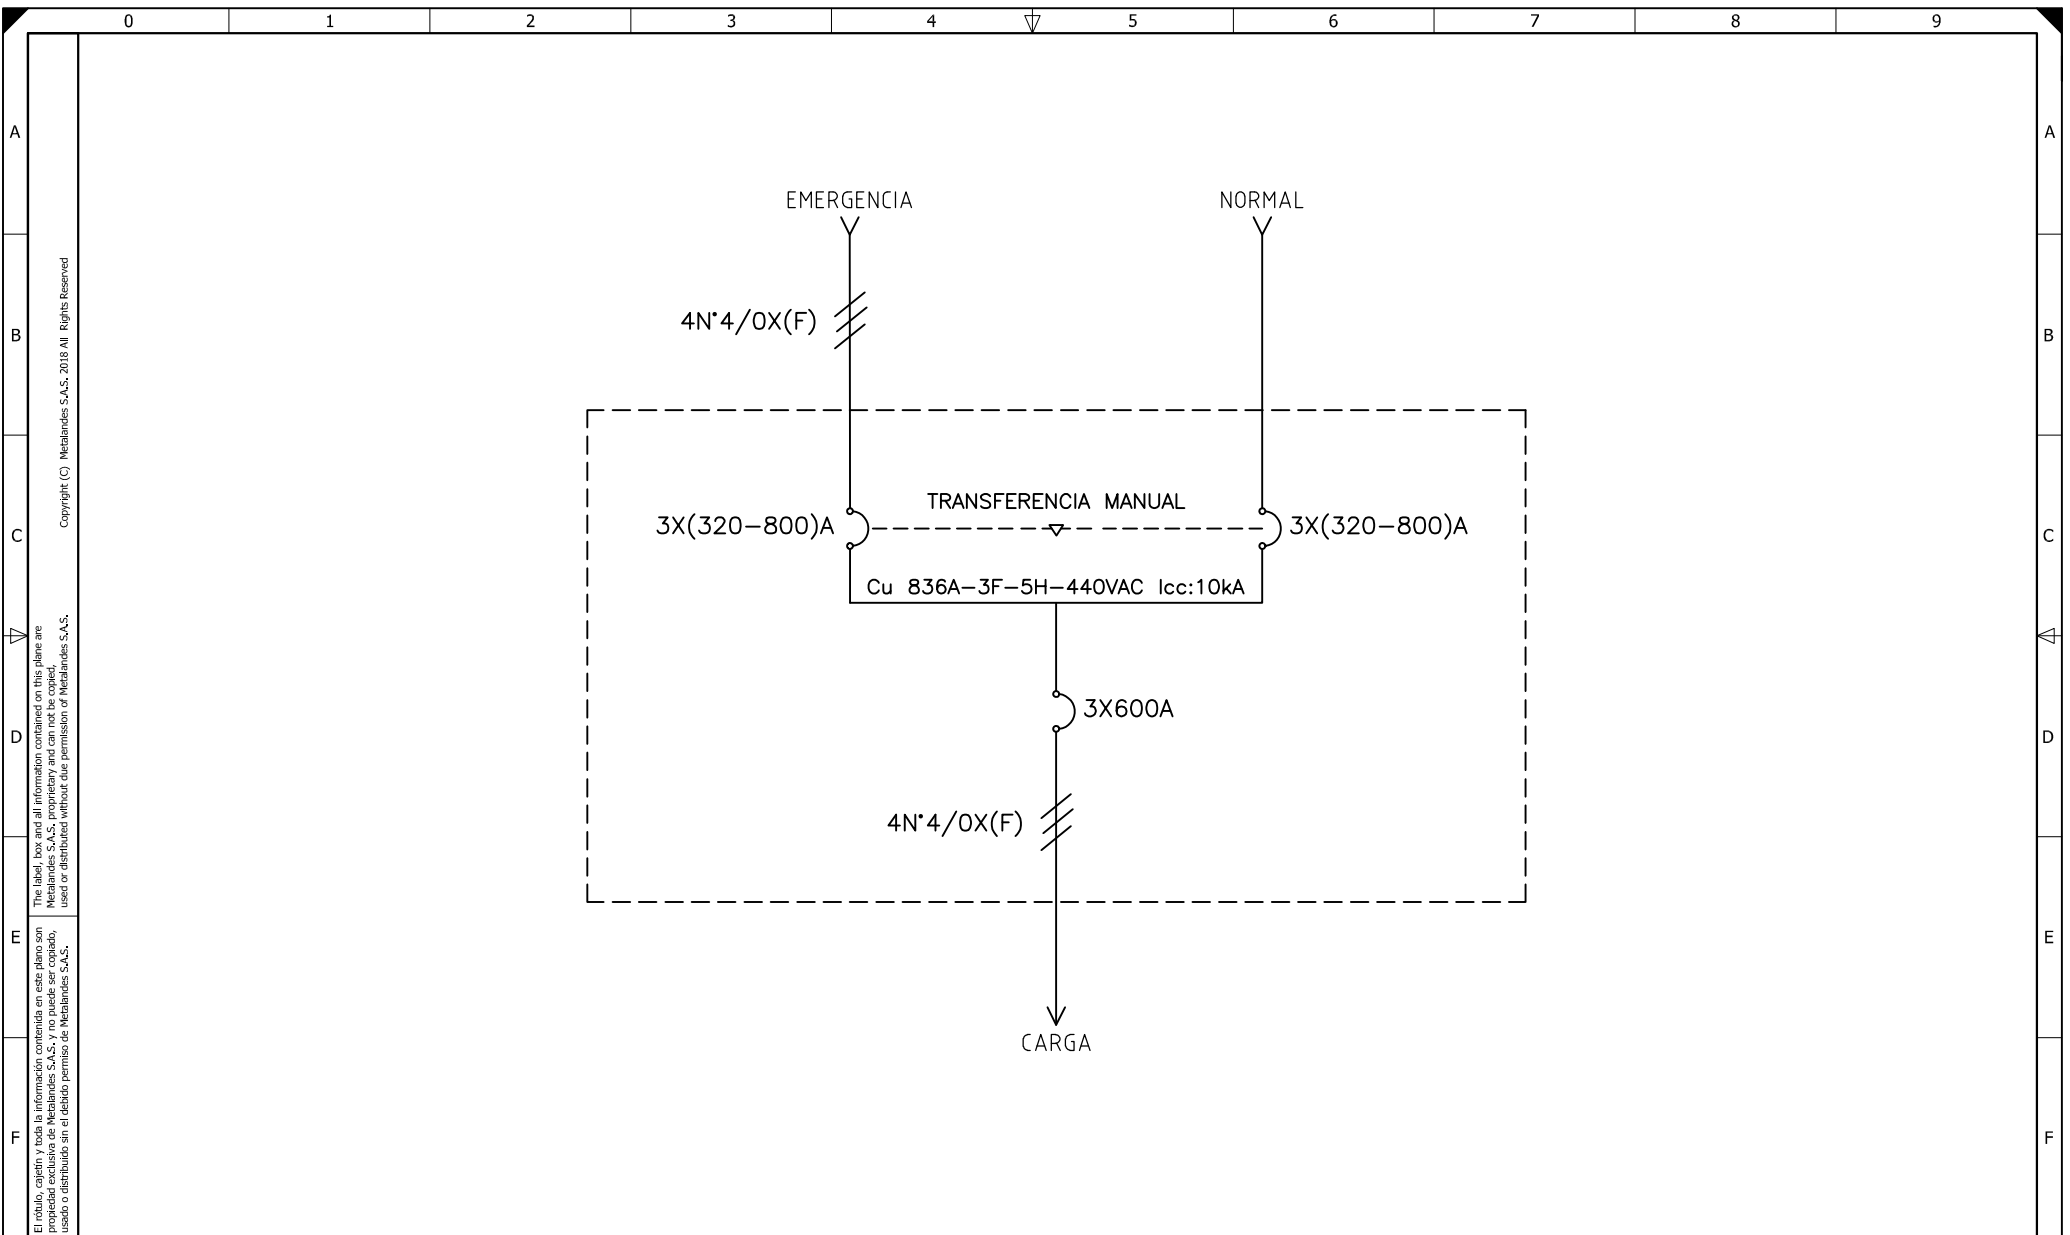 0 1 2 3 4 5 6 7 8 9
A A
EMERGENCIA NORMAL
B B
4N°4/0X(F)
TRANSFERENCIA MANUAL
C C
3X(320-800)A 3X(320-800)A
Cu 836A-3F-5H-440VAC Icc:10kA
3X600A
D D
4N°4/0X(F)
E E
CARGA
F F
The label, box and all information contained on this plane are
Metalandes S.A.S. proprietary and can not be copied,
used or distributed without due permission of Metalandes S.A.S.
Copyright (C) Metalandes S.A.S. 2018 All Rights Reserved
El rótulo, cajetín y toda la información contenida en este plano son
propiedad exclusiva de Metalandes S.A.S. y no puede ser copiado,
usado o distribuido sin el debido permiso de Metalandes S.A.S.